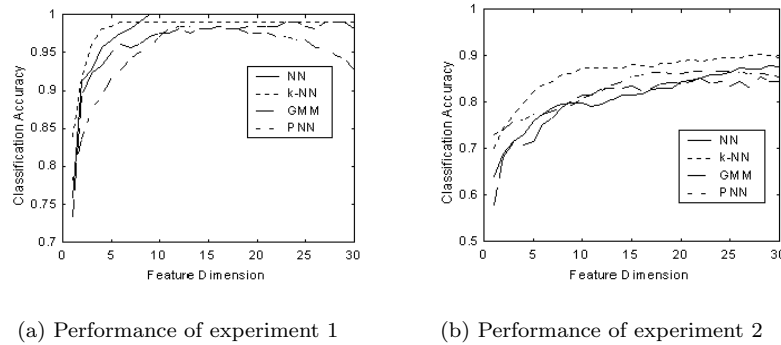 1
0.95
0.9
0.85
0.8
0.75
0.7
Classification Accuracy
0 5 10 15 20 25 30
Feature Dimension
NN
k-NN
GMM
PNN
1
0.9
0.8
0.7
0.6
0.5
Classification Accuracy
0 5 10 15 20 25 30
Feature Dimension
NN
k-NN
GMM
PNN
(a) Performance of experiment 1
(b) Performance of experiment 2